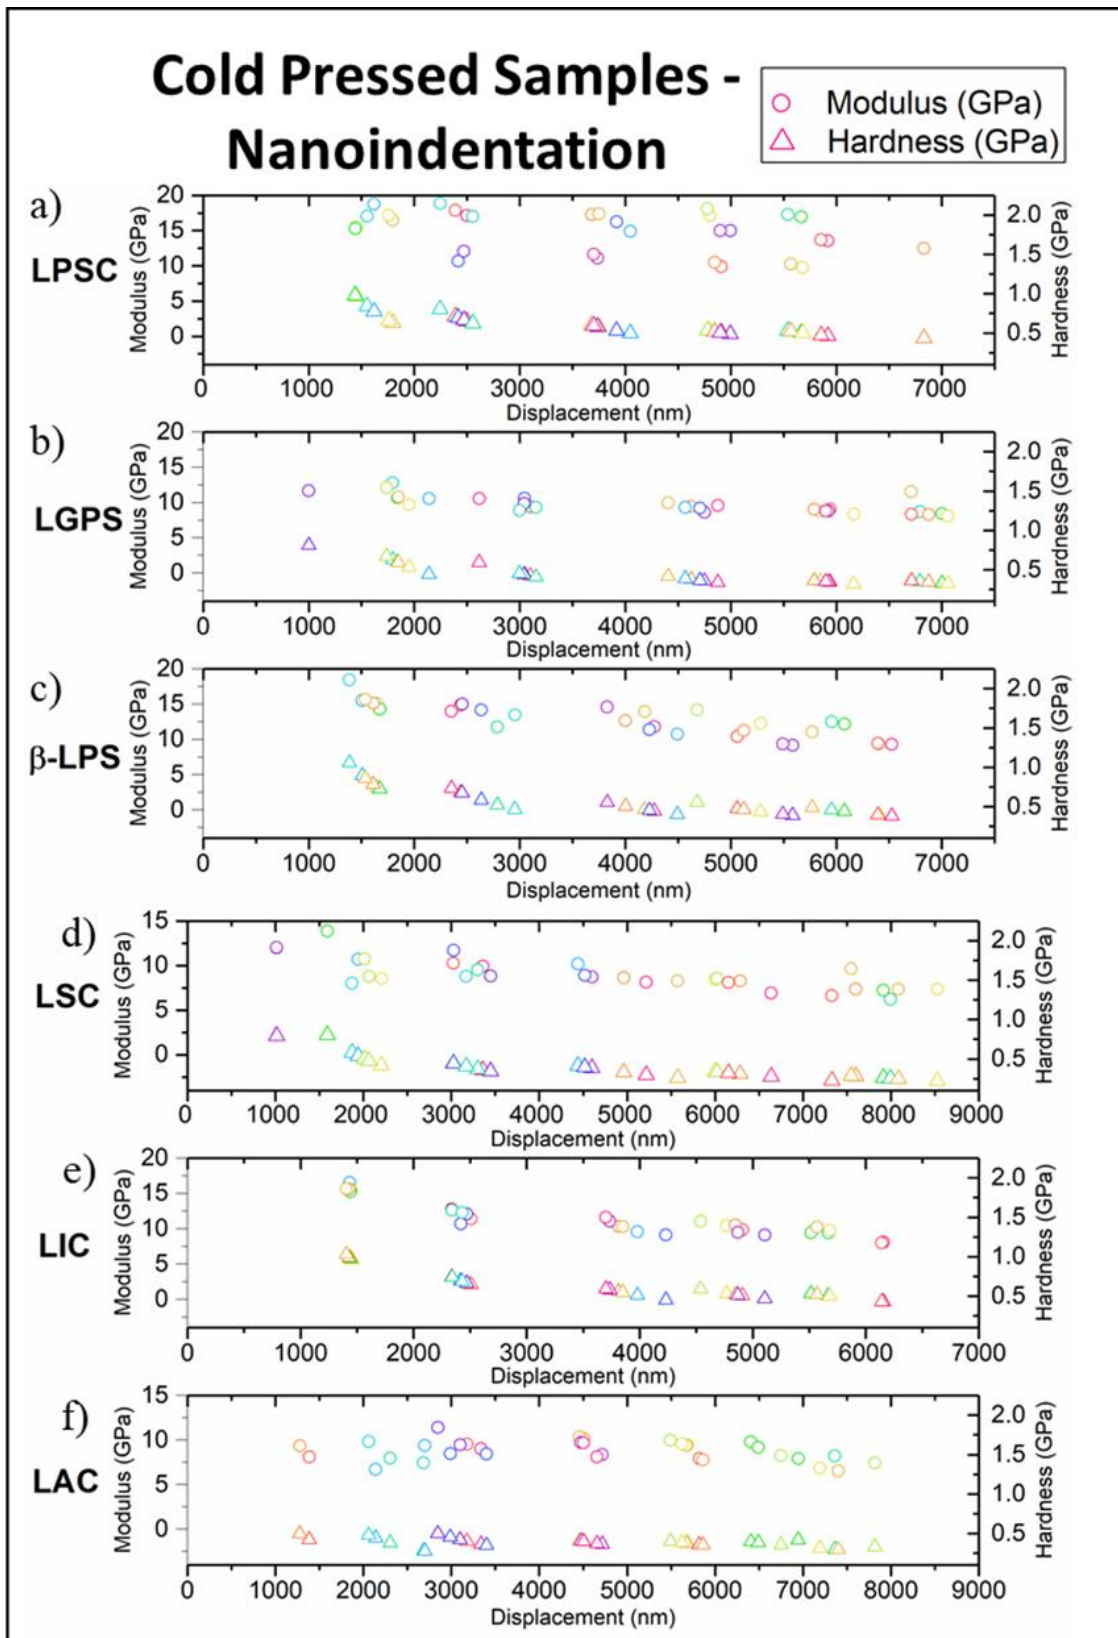 Cold Pressed Samples -
Nanoindentation
Modulus (GPa)
Hardness (GPa)
a)
LPSC
Modulus (GPa)
20
15
10
5
0
2.0
1.5
1.0
0.5
Hardness (GPa)
0 1000 2000 3000 4000 5000 6000 7000
Displacement (nm)
b)
LGPS
Modulus (GPa)
20
15
10
5
0
2.0
1.5
1.0
0.5
Hardness (GPa)
0 1000 2000 3000 4000 5000 6000 7000
Displacement (nm)
c)
β-LPS
Modulus (GPa)
20
15
10
5
0
2.0
1.5
1.0
0.5
Hardness (GPa)
0 1000 2000 3000 4000 5000 6000 7000
Displacement (nm)
d)
LSC
Modulus (GPa)
15
10
5
0
2.0
1.5
1.0
0.5
Hardness (GPa)
0 1000 2000 3000 4000 5000 6000 7000 8000 9000
Displacement (nm)
e)
LIC
Modulus (GPa)
20
15
10
5
0
2.0
1.5
1.0
0.5
Hardness (GPa)
0 1000 2000 3000 4000 5000 6000 7000
Displacement (nm)
f)
LAC
Modulus (GPa)
15
10
5
0
2.0
1.5
1.0
0.5
Hardness (GPa)
0 1000 2000 3000 4000 5000 6000 7000 8000 9000
Displacement (nm)